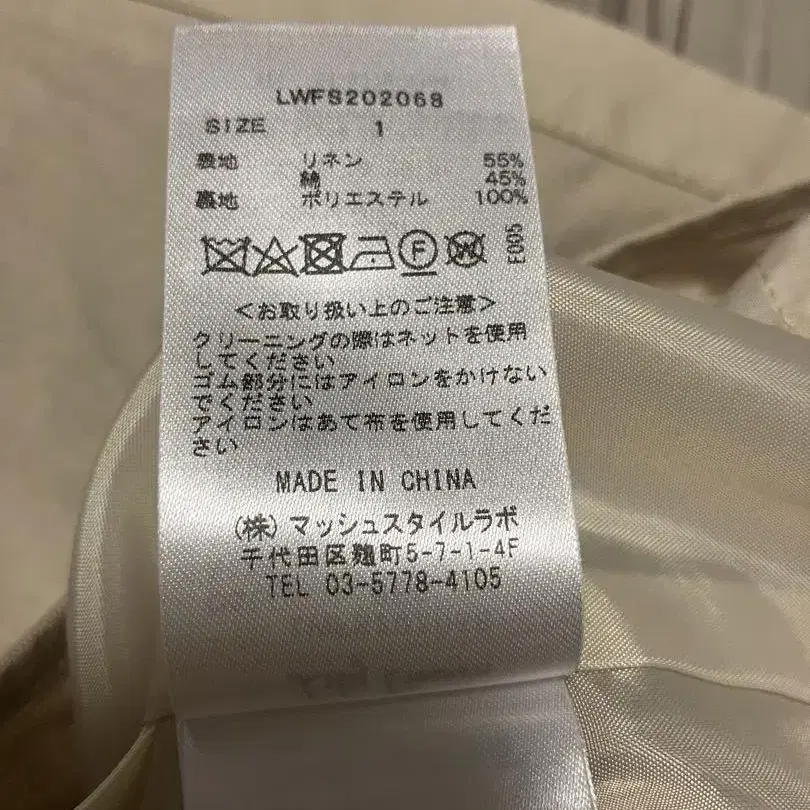 LWFS202068
SIZE 1
表地 リネン 55%
綿 45%
裏地 ポリエステル 100%
F W E005
＜お取り扱い上のご注意＞
クリーニングの際はネットを使用
してください
ゴム部分にはアイロンをかけない
でください
アイロンはあて布を使用してくだ
さい
MADE IN CHINA
(株)マッシュスタイルラボ
千代田区麹町5-7-1-4F
TEL 03-5778-4105